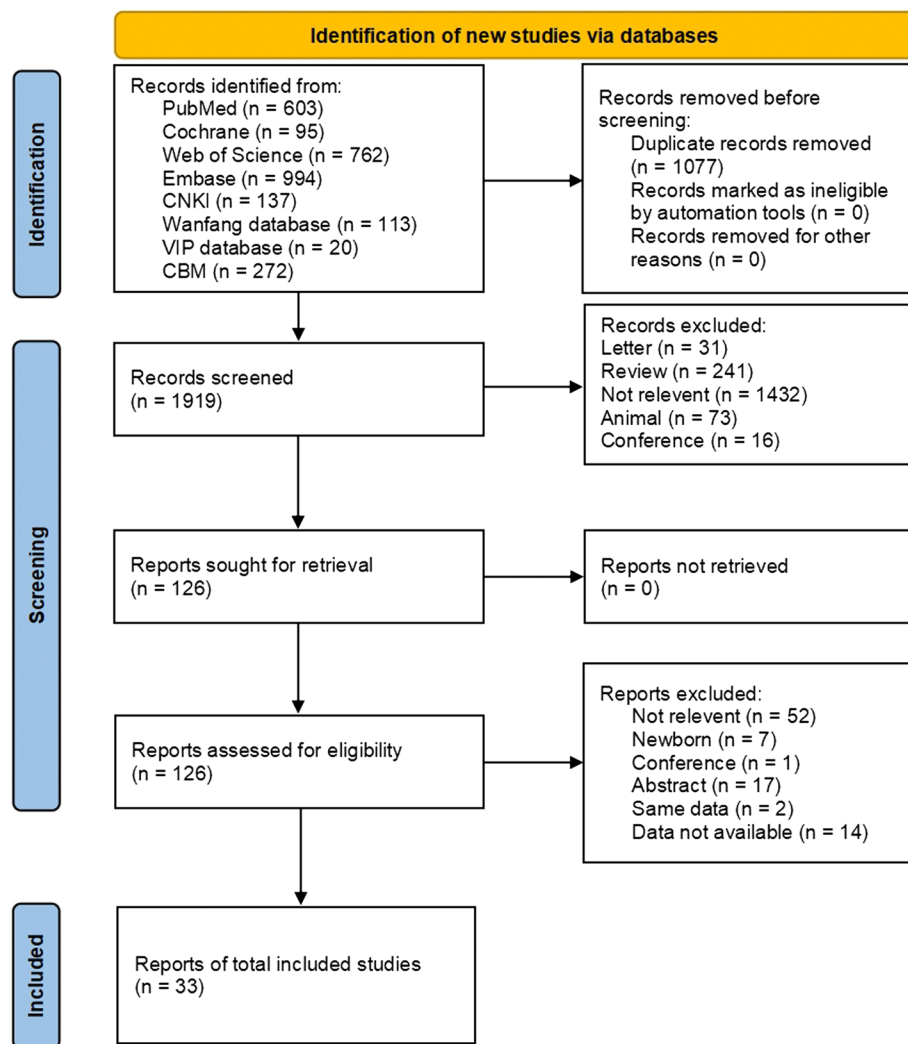 Identification of new studies via databases
Identification
Records identified from:
PubMed (n = 603)
Cochrane (n = 95)
Web of Science (n = 762)
Embase (n = 994)
CNKI (n = 137)
Wanfang database (n = 113)
VIP database (n = 20)
CBM (n = 272)
Records removed before
screening:
Duplicate records removed
(n = 1077)
Records marked as ineligible
by automation tools (n = 0)
Records removed for other
reasons (n = 0)
Screening
Records screened
(n = 1919)
Records excluded:
Letter (n = 31)
Review (n = 241)
Not relevent (n = 1432)
Animal (n = 73)
Conference (n = 16)
Reports sought for retrieval
(n = 126)
Reports not retrieved
(n = 0)
Reports assessed for eligibility
(n = 126)
Reports excluded:
Not relevent (n = 52)
Newborn (n = 7)
Conference (n = 1)
Abstract (n = 17)
Same data (n = 2)
Data not available (n = 14)
Included
Reports of total included studies
(n = 33)